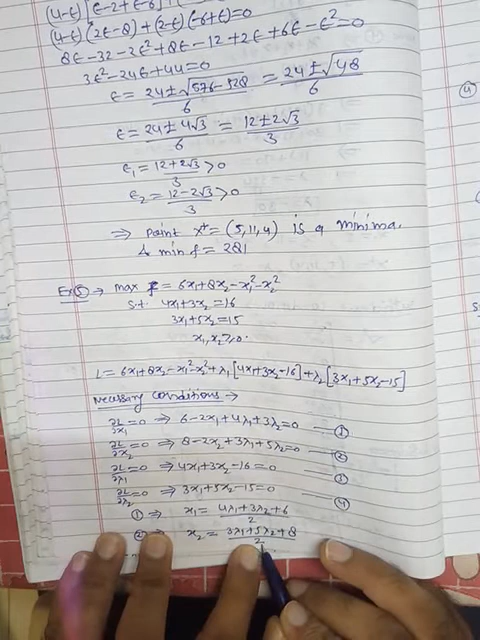 (4-t) [t-2+t-6]
(4-t)(2t-8)+(2-t)(-6+t)=0
8t-32-2t²+8t-12+2t+6t-t²=0
3t²-24t+44=0
t = 24±√576-528 / 6 = 24±√48 / 6
t = 24±4√3 / 6 = 12±2√3 / 3
t₁ = 12+2√3 / 3 >0
t₂ = 12-2√3 / 3 >0
⇒ point x* = (5,11,4) is a minima.
& min f = 281
Ex ⑤ → max f = 6x₁+8x₂-x₁²-x₂²
s.t. 4x₁+3x₂=16
3x₁+5x₂=15
x₁,x₂≥0.
L = 6x₁+8x₂-x₁²-x₂²+λ₁[4x₁+3x₂-16]+λ₂[3x₁+5x₂-15]
Necessary conditions →
∂L/∂x₁=0 ⇒ 6-2x₁+4λ₁+3λ₂=0 — ①
∂L/∂x₂=0 ⇒ 8-2x₂+3λ₁+5λ₂=0 — ②
∂L/∂λ₁=0 ⇒ 4x₁+3x₂-16=0 — ③
∂L/∂λ₂=0 ⇒ 3x₁+5x₂-15=0 — ④
① ⇒ x₁ = 4λ₁+3λ₂+6 / 2
② ⇒ x₂ = 3λ₁+5λ₂+8 / 2